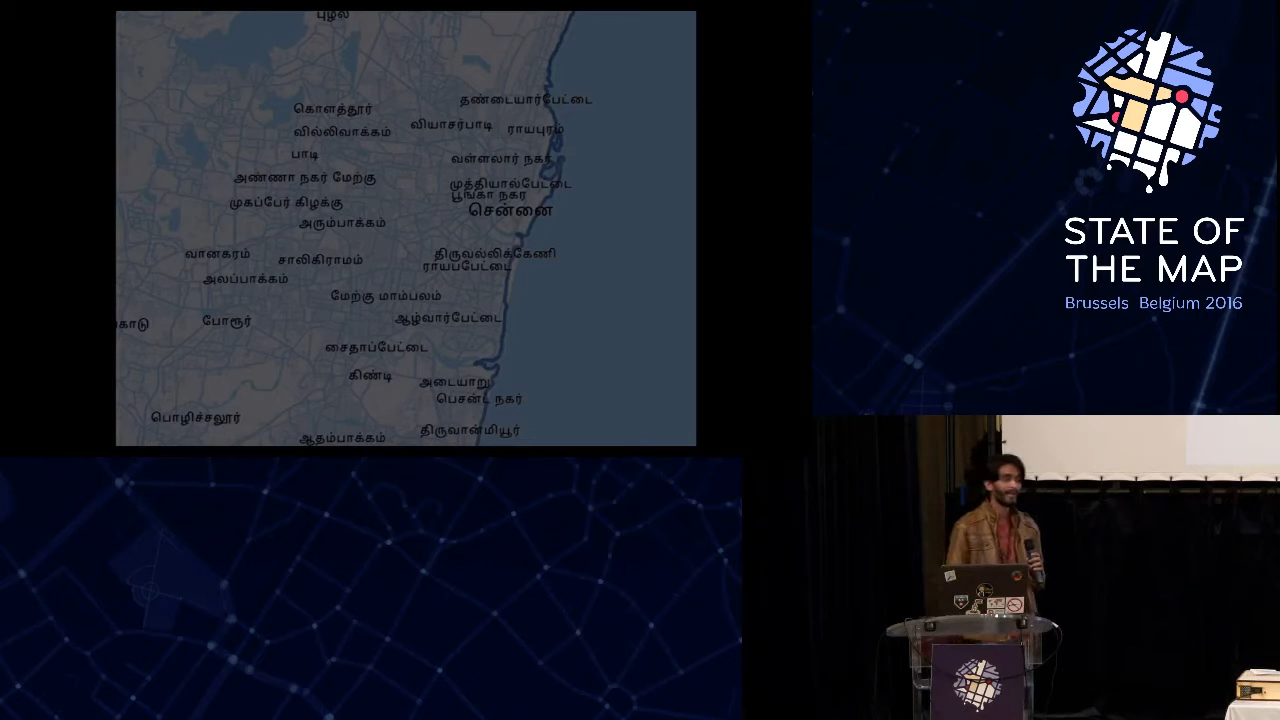 புழல்
தண்டையார்பேட்டை
கொளத்தூர்
வியாசர்பாடி
ராயபுரம்
வில்லிவாக்கம்
பாடி
வள்ளலார் நகர்
அண்ணா நகர் மேற்கு
முத்தியால்பேட்டை
பூங்கா நகர்
முகப்பேர் கிழக்கு
சென்னை
அரும்பாக்கம்
வானகரம்
சாலிகிராமம்
திருவல்லிக்கேணி
ராயப்பேட்டை
அலப்பாக்கம்
மேற்கு மாம்பலம்
போரூர்
ஆழ்வார்பேட்டை
சைதாப்பேட்டை
கிண்டி
அடையாறு
பெசன்ட் நகர்
பொழிச்சலூர்
திருவான்மியூர்
ஆதம்பாக்கம்
STATE OF
THE MAP
Brussels Belgium 2016